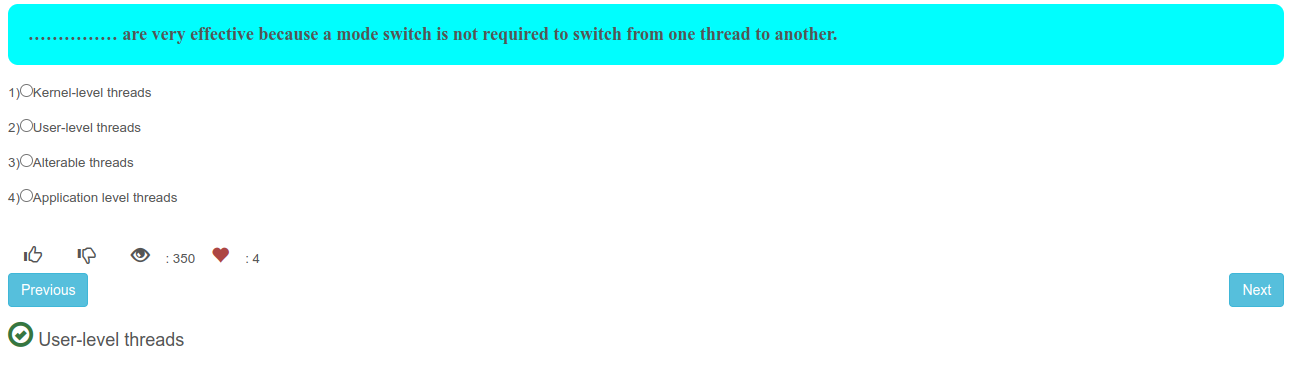 …………… are very effective because a mode switch is not required to switch from one thread to another.
1)Kernel-level threads
2)User-level threads
3)Alterable threads
4)Application level threads
: 350 : 4
Previous Next
User-level threads